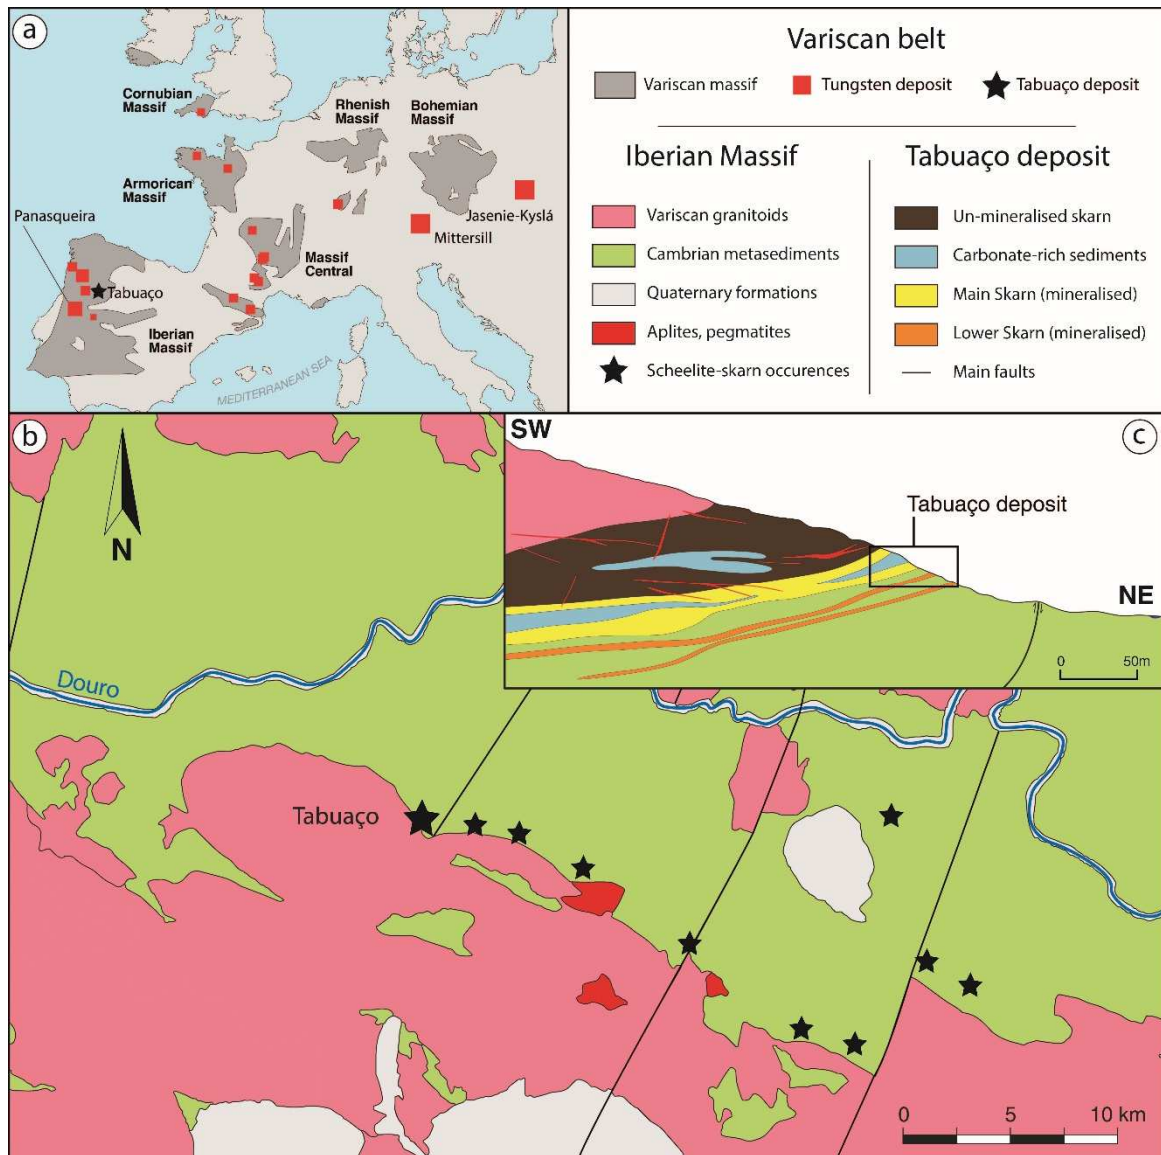 a
Cornubian
Massif
Rhenish
Massif
Bohemian
Massif
Armorican
Massif
Panasqueira
Jasenie-Kyslá
Mittersill
Massif
Central
Tabuaço
Iberian
Massif
MEDITERRANEAN SEA
Variscan belt
Variscan massif
Tungsten deposit
Tabuaço deposit
Iberian Massif
Variscan granitoids
Cambrian metasediments
Quaternary formations
Aplites, pegmatites
Scheelite-skarn occurences
Tabuaço deposit
Un-mineralised skarn
Carbonate-rich sediments
Main Skarn (mineralised)
Lower Skarn (mineralised)
Main faults
b
N
Douro
Tabuaço
0 5 10 km
SW
c
Tabuaço deposit
NE
0 50m